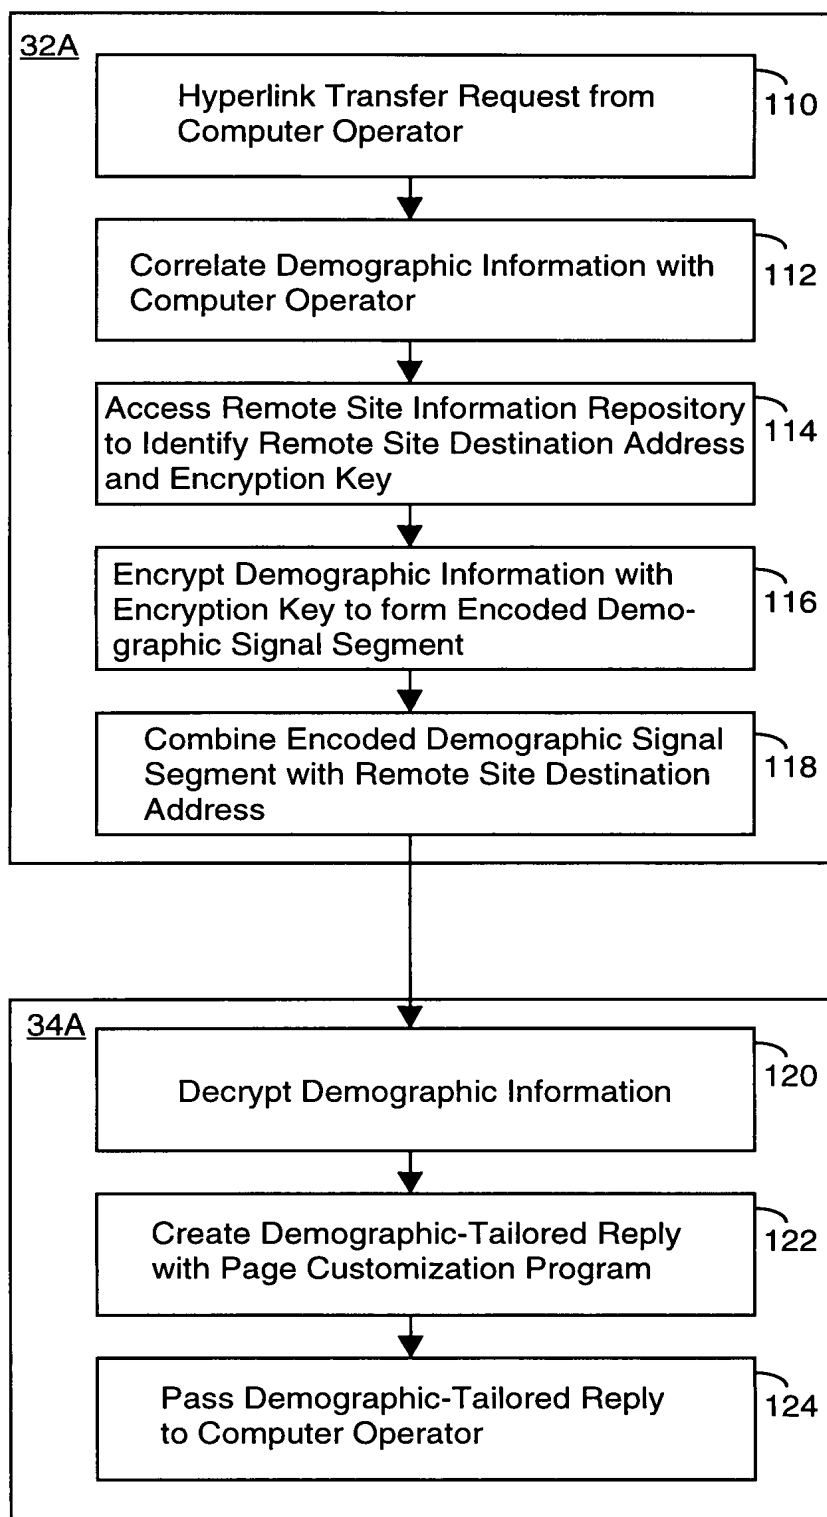 32A
Hyperlink Transfer Request from
Computer Operator
110
Correlate Demographic Information with
Computer Operator
112
Access Remote Site Information Repository
to Identify Remote Site Destination Address
and Encryption Key
114
Encrypt Demographic Information with
Encryption Key to form Encoded Demo-
graphic Signal Segment
116
Combine Encoded Demographic Signal
Segment with Remote Site Destination
Address
118
34A
Decrypt Demographic Information
120
Create Demographic-Tailored Reply
with Page Customization Program
122
Pass Demographic-Tailored Reply
to Computer Operator
124